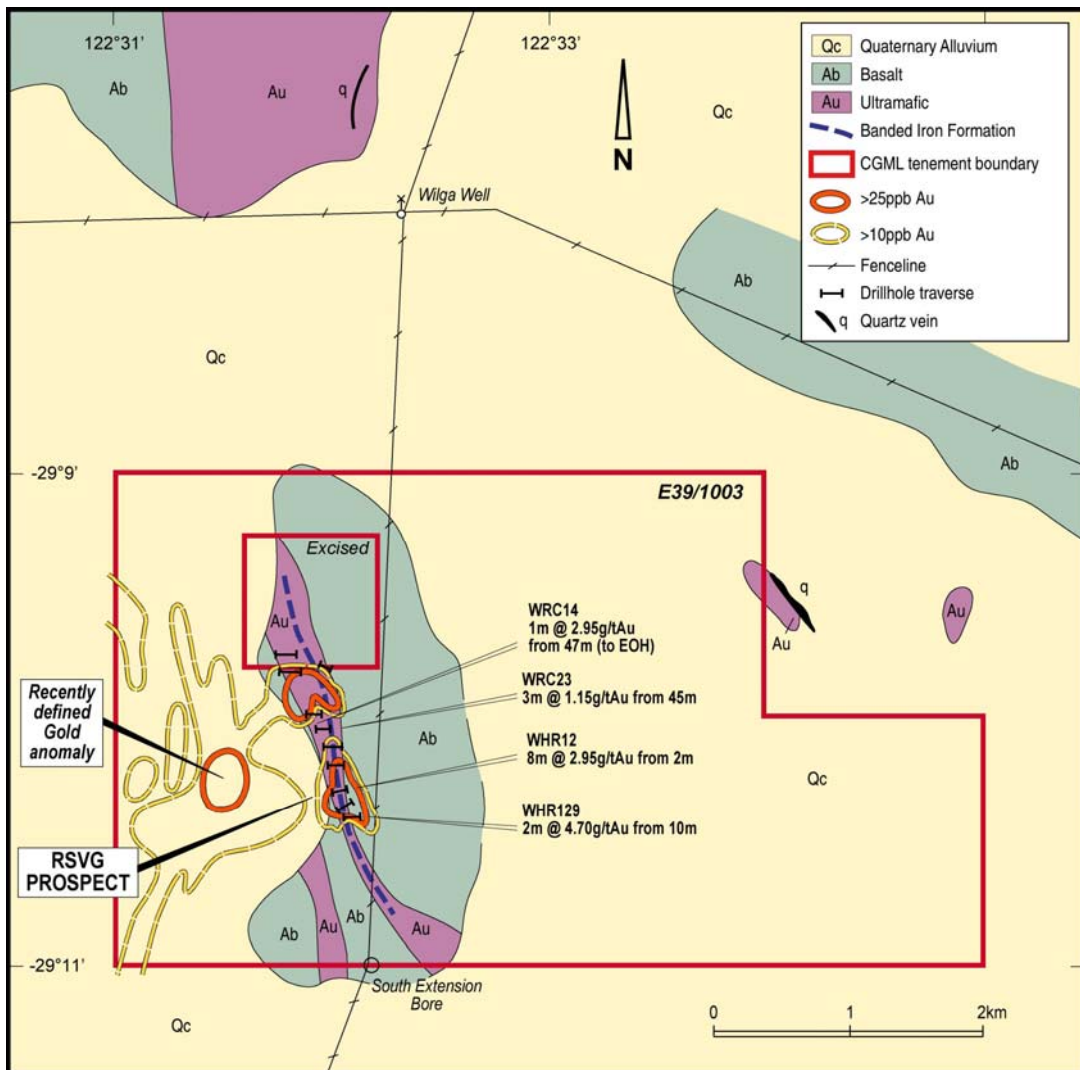 122°31'
122°33'
Qc Quaternary Alluvium
Ab Basalt
Au Ultramafic
Banded Iron Formation
CGML tenement boundary
>25ppb Au
>10ppb Au
Fenceline
Drillhole traverse
q Quartz vein
Ab
Au
q
Qc
N
Wilga Well
Ab
Qc
Ab
-29°9'
E39/1003
Excised
Au
q
Au
Au
WRC14
1m @ 2.95g/tAu
from 47m (to EOH)
WRC23
3m @ 1.15g/tAu from 45m
WHR12
8m @ 2.95g/tAu from 2m
WHR129
2m @ 4.70g/tAu from 10m
Recently
defined
Gold
anomaly
Ab
Qc
RSVG
PROSPECT
Ab
Au
Ab
Au
-29°11'
South Extension
Bore
Qc
0 1 2km